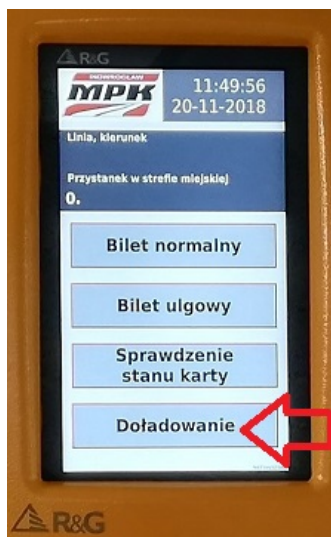 R&G
INOWROCŁAW
MPK
11:49:56
20-11-2018
Linia, kierunek
Przystanek w strefie miejskiej
0.
Bilet normalny
Bilet ulgowy
Sprawdzenie
stanu karty
Doładowanie
R&G